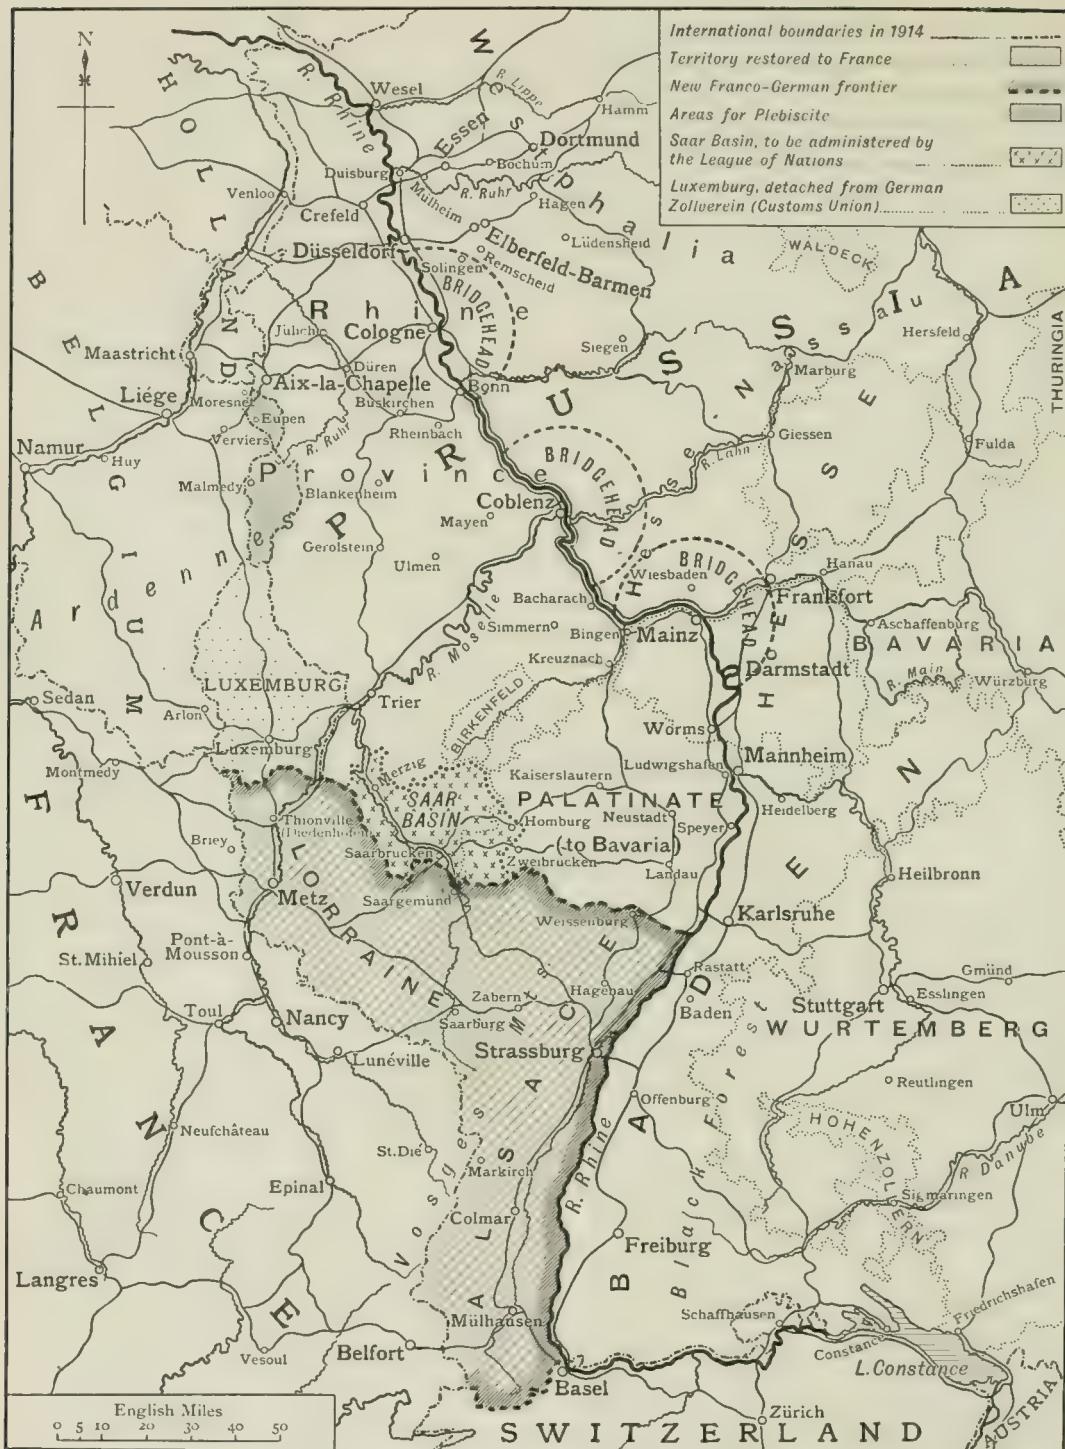 N
International boundaries in 1914
Territory restored to France
New Franco-German frontier
Areas for Plebiscite
Saar Basin, to be administered by
the League of Nations
Luxemburg, detached from German
Zollverein (Customs Union)
HOLLAND
BELGIUM
FRANCE
PRUSSIA
Westphalia
Rhine
Province
Hesse-Nassau
HESSE
HESSE
THURINGIA
WALDECK
BAVARIA
WURTEMBERG
BADEN
HOHENZOLLERN
SWITZERLAND
AUSTRIA
LUXEMBURG
BIRKENFELD
SAAR
BASIN
PALATINATE
(to Bavaria)
LORRAINE
ALSACE
Ardennes
Vosges Mts
Black Forest
BRIDGEHEAD
BRIDGEHEAD
BRIDGEHEAD
R. Rhine
R. Lippe
R. Ruhr
R. Ruhr
R. Lahn
R. Moselle
R. Main
R. Rhine
R Danube
L. Constance
Wesel
Hamm
Essen
Dortmund
Bochum
Duisburg
Mülheim
Hagen
Venloo
Crefeld
Lüdensheid
Düsseldorf
Elberfeld-Barmen
Solingen
Remscheid
Jülich
Cologne
Hersfeld
Siegen
Maastricht
Düren
Marburg
Aix-la-Chapelle
Bonn
Liége
Moresnet
Buskirchen
Eupen
Verviers
Rheinbach
Giessen
Fulda
Namur
Huy
Malmedy
Blankenheim
Coblenz
Mayen
Gerolstein
Ulmen
Wiesbaden
Hanau
Frankfort
Bacharach
Simmern
Bingen
Mainz
Aschaffenburg
Kreuznach
Darmstadt
Würzburg
Sedan
Arlon
Trier
Worms
Luxemburg
Mannheim
Montmedy
Merzig
Kaiserslautern
Ludwigshafen
Heidelberg
Thionville
(Diedenhofen)
Homburg
Neustadt
Speyer
Briey
Saarbrucken
Zweibrucken
Landau
Heilbronn
Verdun
Metz
Saargemund
Weissenburg
Karlsruhe
Pont-à-
Mousson
St. Mihiel
Rastatt
Gmünd
Hagenau
Zabern
Baden
Stuttgart
Esslingen
Toul
Nancy
Saarburg
Strassburg
Lunéville
Reutlingen
Offenburg
Ulm
Neufchâteau
St. Die
Markirch
Chaumont
Epinal
Colmar
Sigmaringen
Langres
Freiburg
Mülhausen
Schaffhausen
Friedrichshafen
Constance
Vesoul
Belfort
Basel
Zürich
English Miles
0 5 10 20 30 40 50